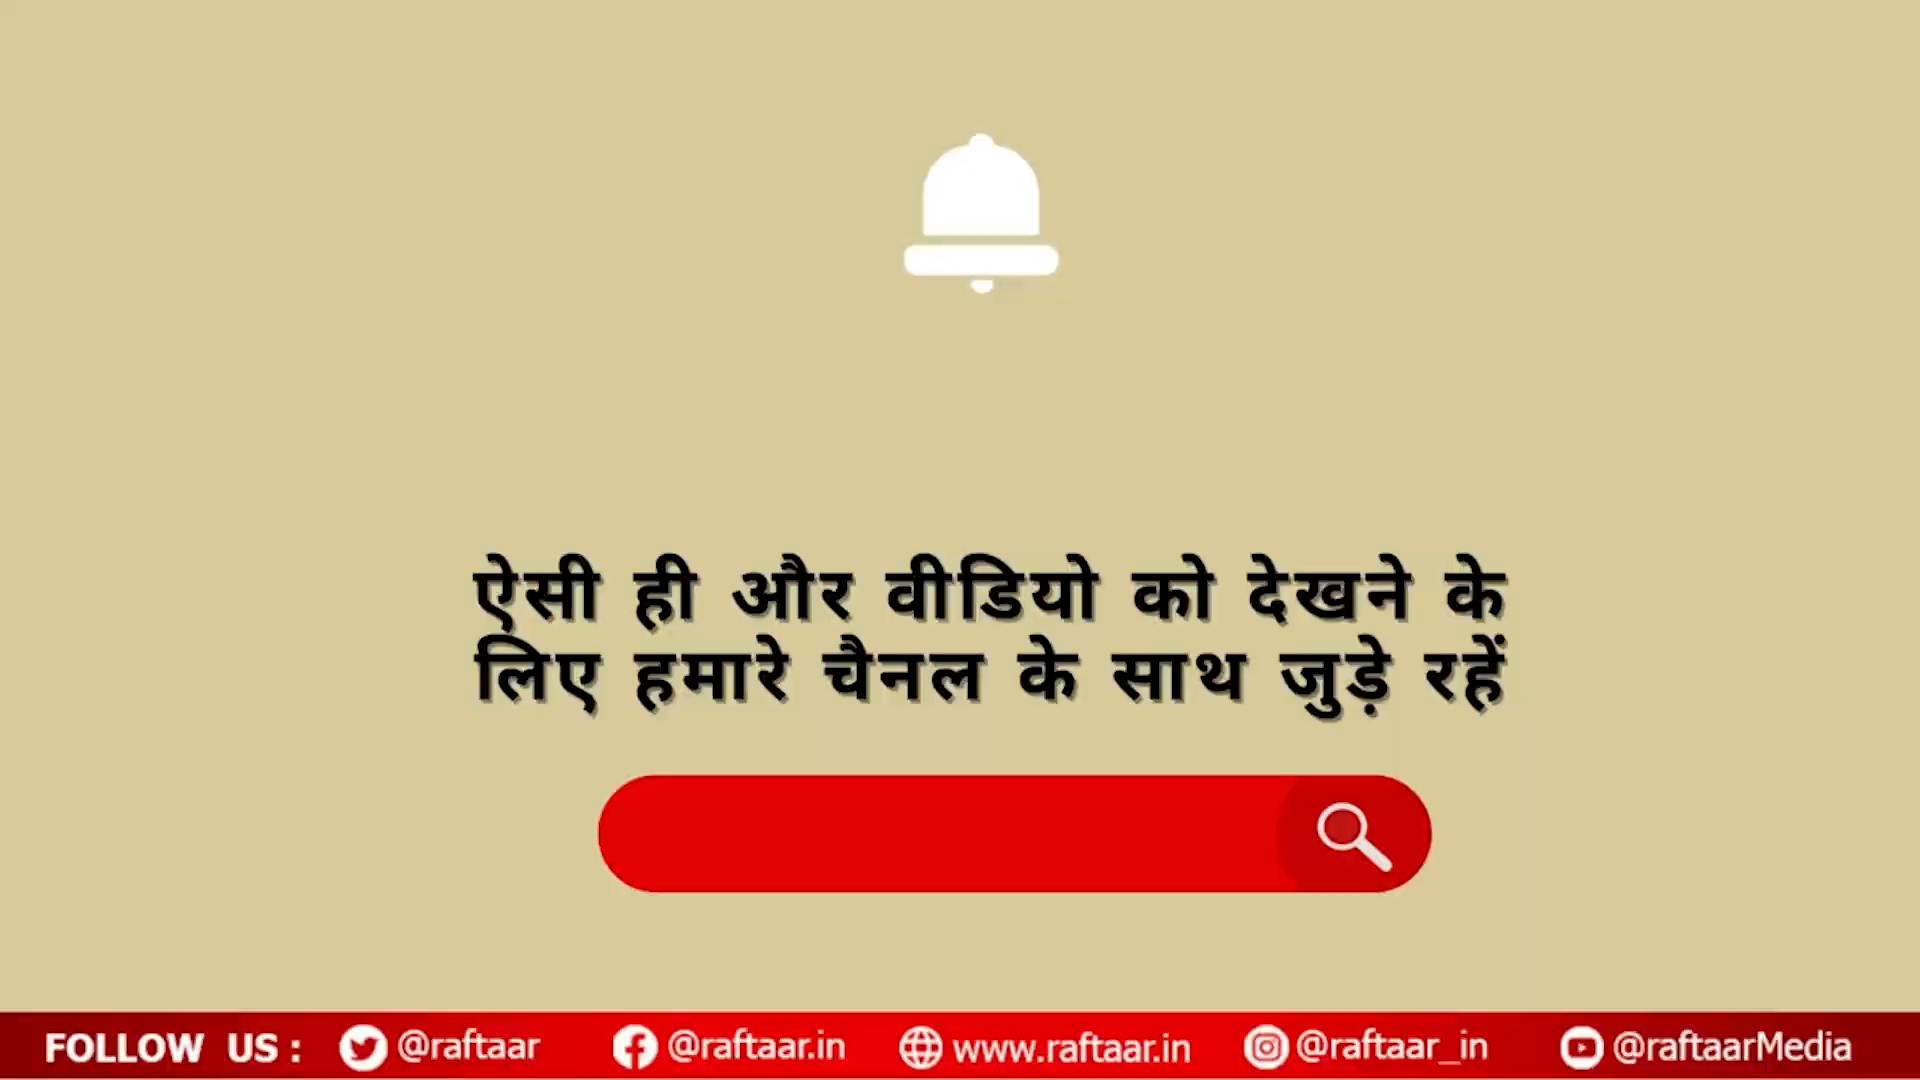 ऐसी ही और वीडियो को देखने के
लिए हमारे चैनल के साथ जुड़े रहें
FOLLOW US : @raftaar @raftaar.in www.raftaar.in @raftaar_in @raftaarMedia